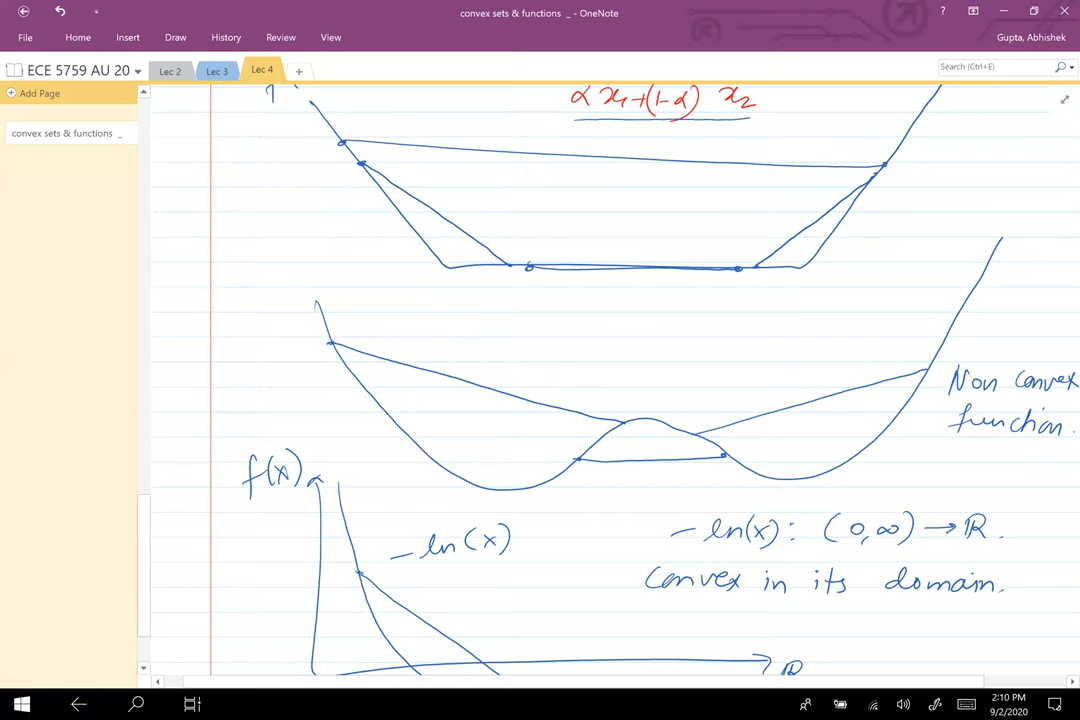 convex sets & functions _ - OneNote
?
File Home Insert Draw History Review View
Gupta, Abhishek
ECE 5759 AU 20
Lec 2
Lec 3
Lec 4
+
Search (Ctrl+E)
Add Page
convex sets & functions _
α x₁+(1-α) x₂
Non convex
function.
f(x)
-ln(x)
-ln(x): (0,∞) → ℝ.
Convex in its domain.
ℝ
2:10 PM
9/2/2020